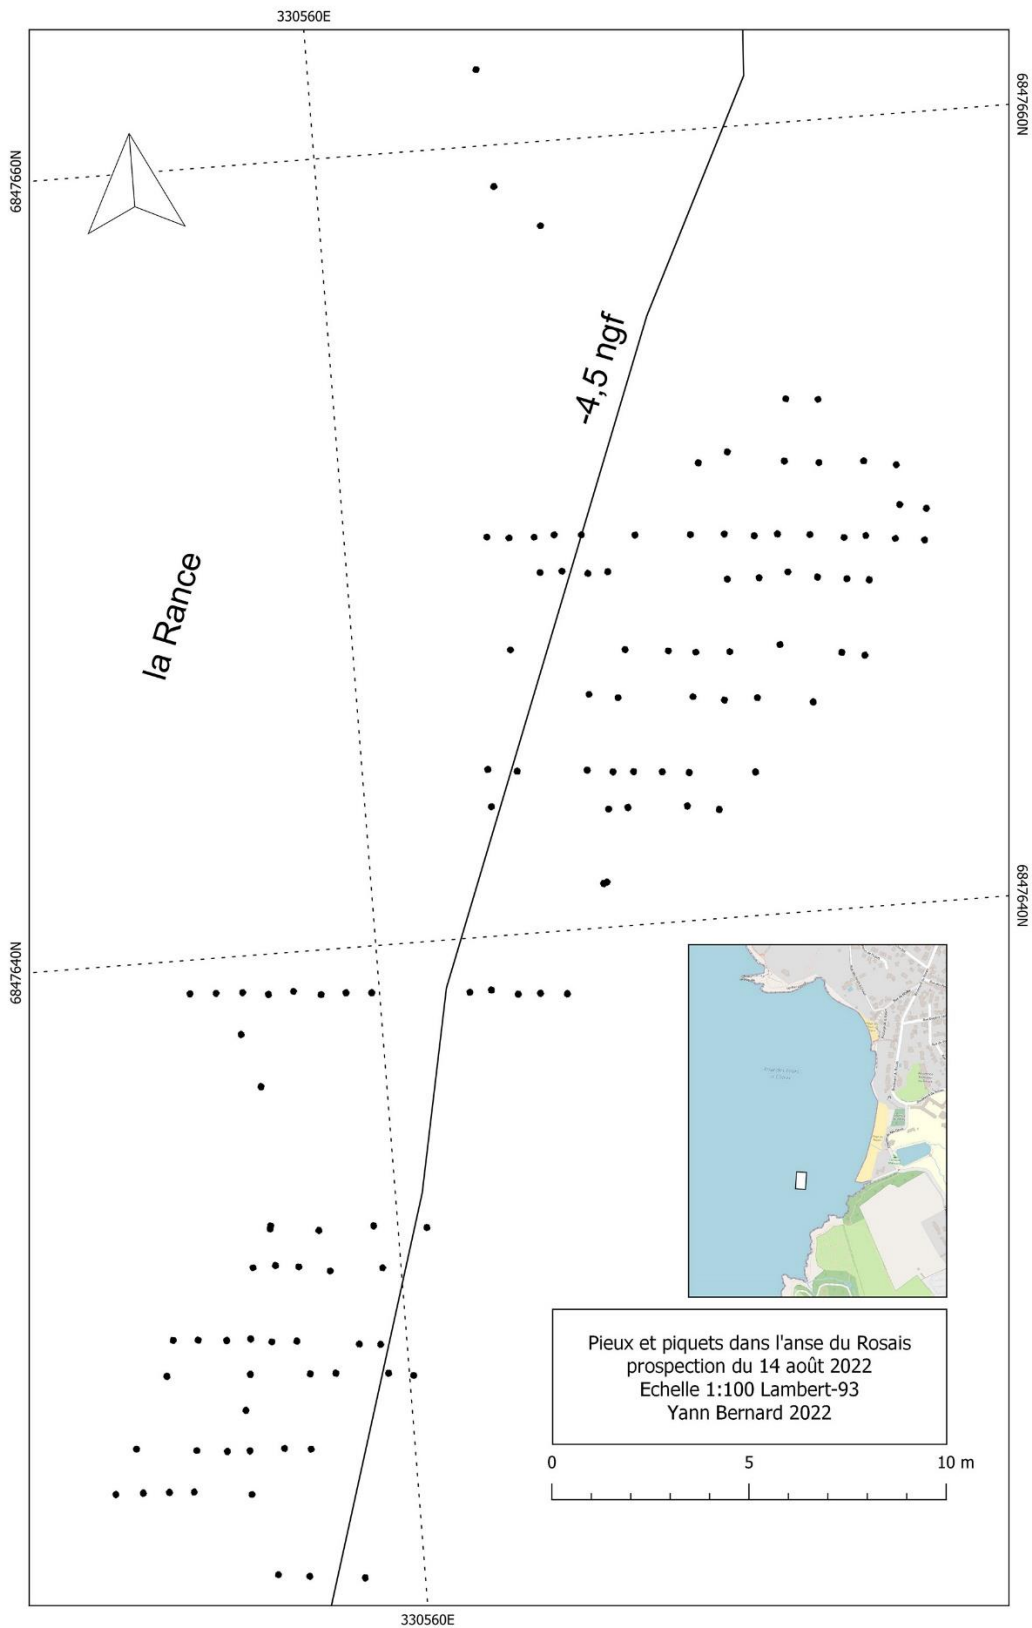 330560E
6847660N
6847660N
-4,5 ngf
la Rance
6847640N
6847640N
Pieux et piquets dans l'anse du Rosais
prospection du 14 août 2022
Echelle 1:100 Lambert-93
Yann Bernard 2022
0 5 10 m
330560E